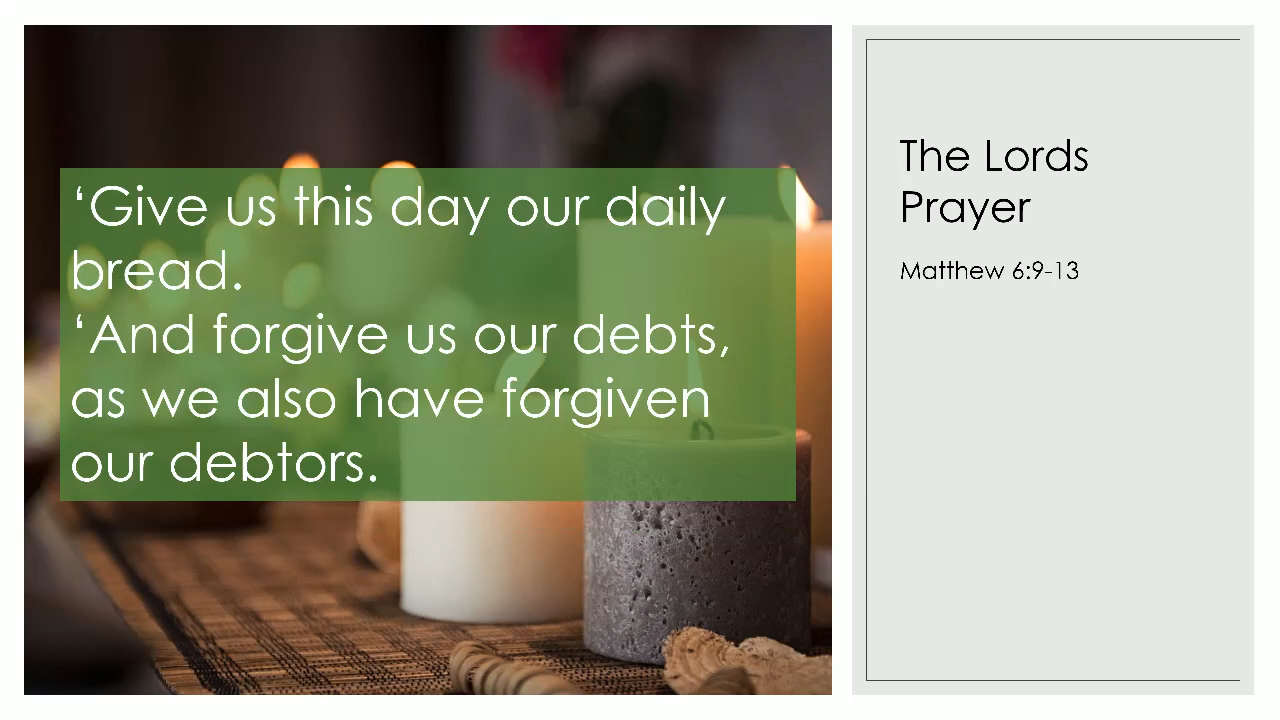 ‘Give us this day our daily
bread.
‘And forgive us our debts,
as we also have forgiven
our debtors.
The Lords
Prayer
Matthew 6:9-13